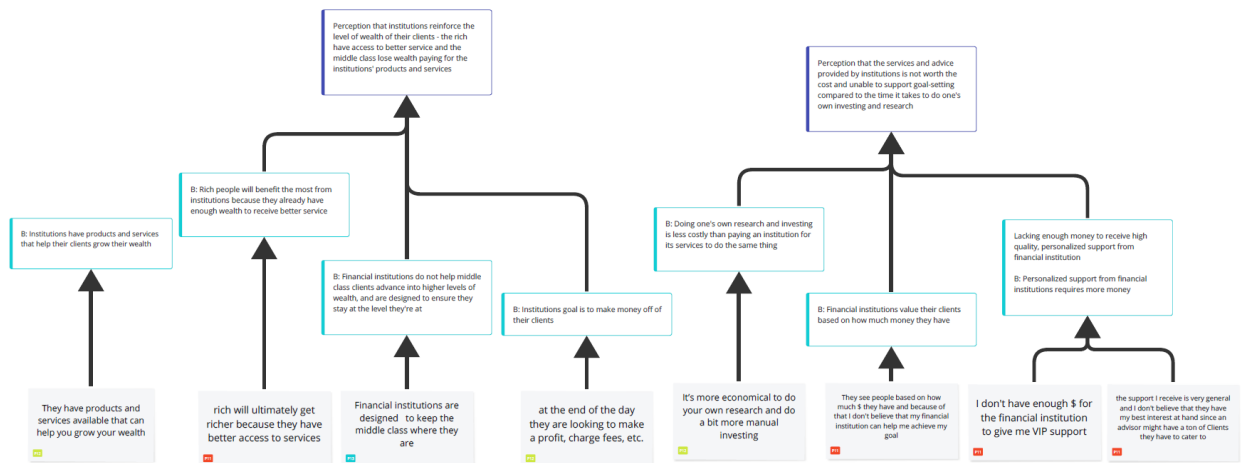 Perception that institutions reinforce the
level of wealth of their clients - the rich
have access to better service and the
middle class lose wealth paying for the
institutions' products and services
Perception that the services and advice
provided by institutions is not worth the
cost and unable to support goal-setting
compared to the time it takes to do one's
own investing and research
B: Institutions have products and services
that help their clients grow their wealth
B: Rich people will benefit the most from
institutions because they already have
enough wealth to receive better service
B: Financial institutions do not help middle
class clients advance into higher levels of
wealth, and are designed to ensure they
stay at the level they're at
B: Institutions goal is to make money off of
their clients
B: Doing one's own research and investing
is less costly than paying an institution for
its services to do the same thing
B: Financial institutions value their clients
based on how much money they have
Lacking enough money to receive high
quality, personalized support from
financial institution
B: Personalized support from financial
institutions requires more money
They have products and
services available that can
help you grow your wealth
rich will ultimately get
richer because they have
better access to services
P11
Financial institutions are
designed to keep the
middle class where they
are
at the end of the day
they are looking to make
a profit, charge fees, etc.
It's more economical to do
your own research and do
a bit more manual
investing
They see people based on how
much $ they have and because of
that I don't believe that my financial
institution can help me achieve my
goal
P11
I don't have enough $ for
the financial institution
to give me VIP support
P11
the support I receive is very general
and I don't believe that they have
my best interest at hand since an
advisor might have a ton of Clients
they have to cater to
P11